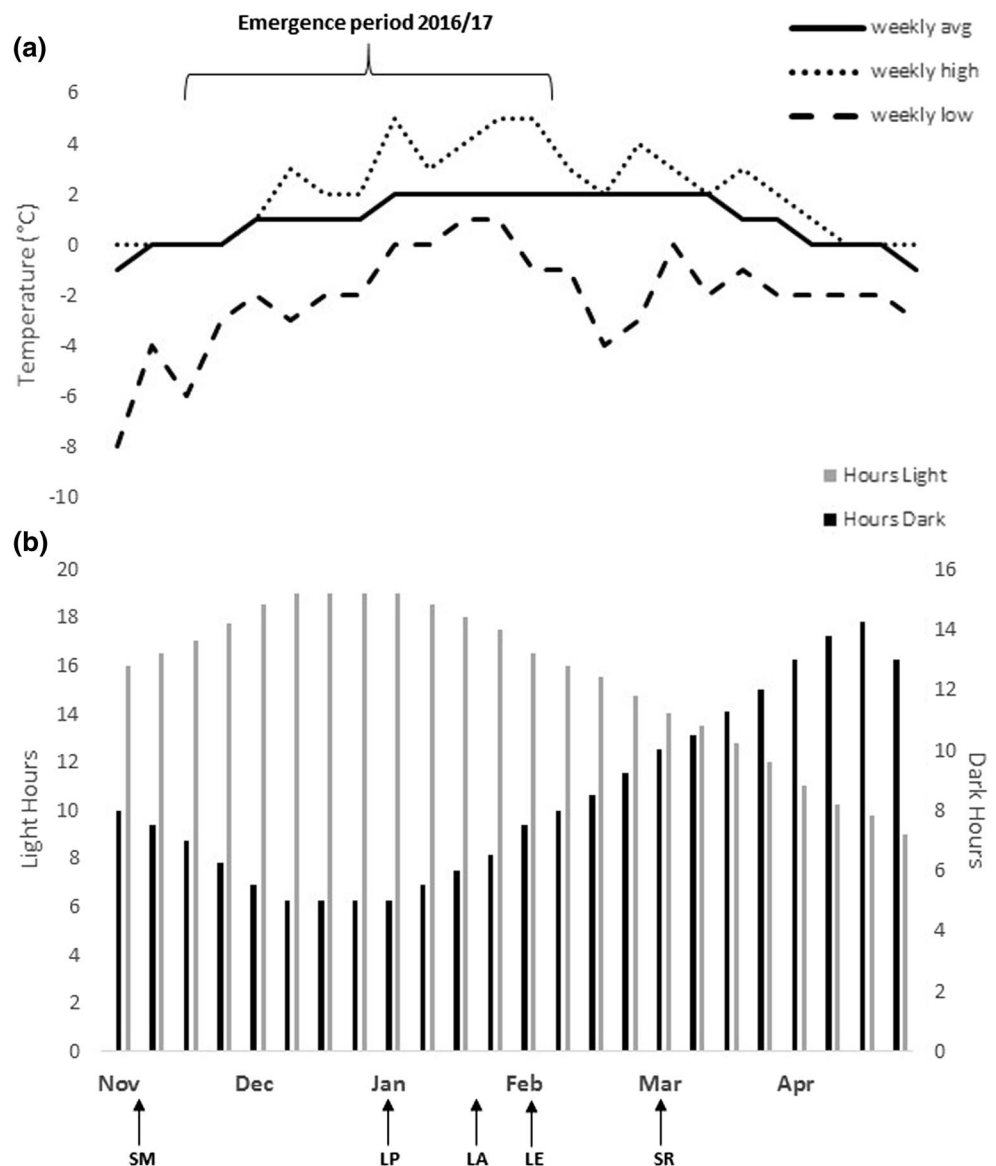 Emergence period 2016/17
(a)
weekly avg
weekly high
weekly low
6
4
2
0
-2
-4
-6
-8
-10
Temperature (°C)
Hours Light
Hours Dark
(b)
20
18
16
14
12
10
8
6
4
2
0
Light Hours
16
14
12
10
8
6
4
2
0
Dark Hours
Nov Dec Jan Feb Mar Apr
SM LP LA LE SR